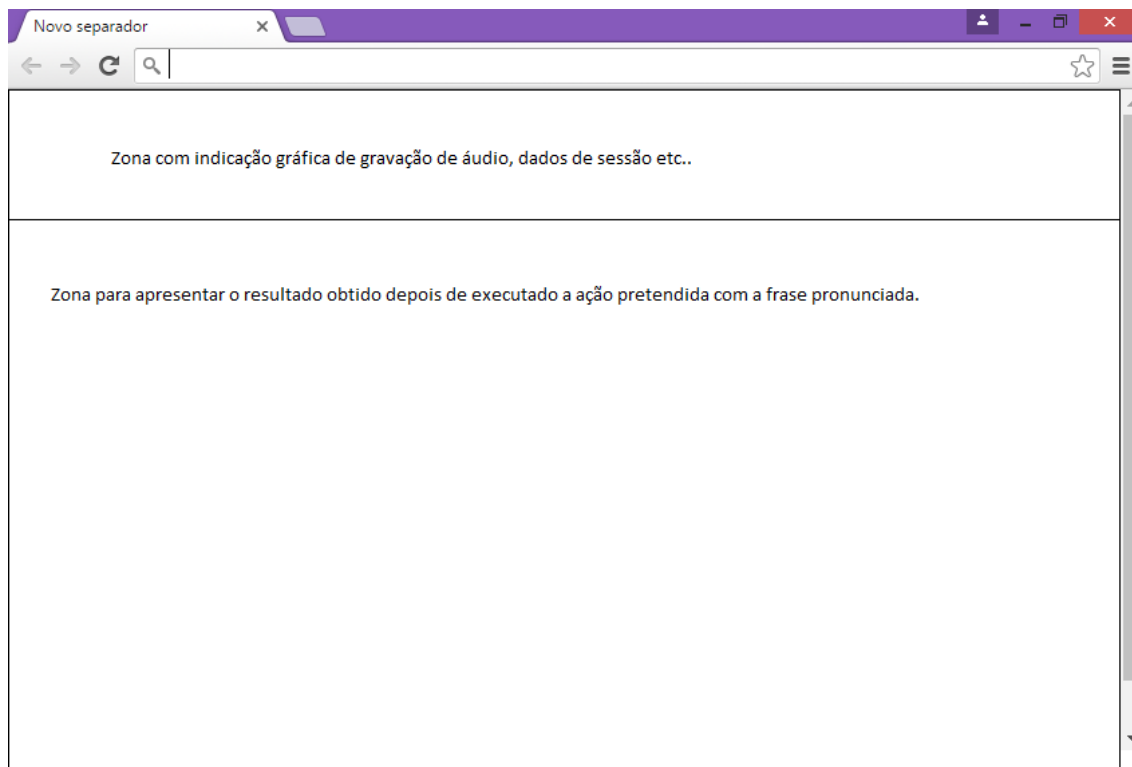 Novo separador
Zona com indicação gráfica de gravação de áudio, dados de sessão etc..
Zona para apresentar o resultado obtido depois de executado a ação pretendida com a frase pronunciada.